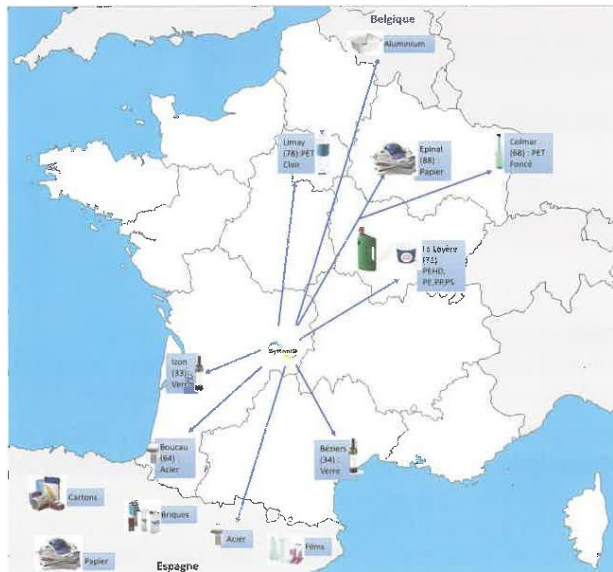 Belgique
Aluminium
Limay
(78):PET
Clair
Epinal
(88) :
Papier
Colmar
(68) : PET
Foncé
La Loyère
(71)
PEHD,
PE,PP,PS
Izon
(33) :
Verre
Boucau
(64) :
Acier
Béziers
(34) :
Verre
Cartons
Briques
Acier
Films
Papier
Espagne